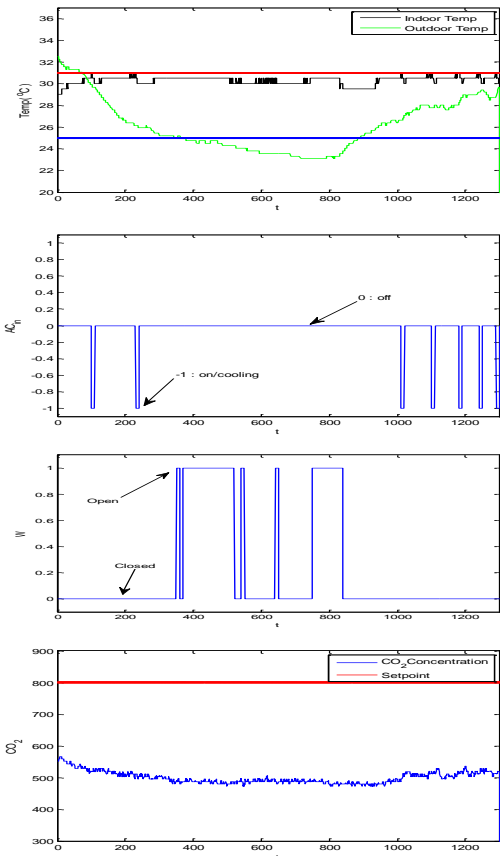 36
34
32
30
28
26
24
22
20
Temp(⁰C)
Indoor Temp
Outdoor Temp
0 200 400 600 800 1000 1200
t
1
0.8
0.6
0.4
0.2
0
-0.2
-0.4
-0.6
-0.8
-1
AC_in
0 : off
-1 : on/cooling
0 200 400 600 800 1000 1200
t
1
0.8
0.6
0.4
0.2
0
W
Open
Closed
0 200 400 600 800 1000 1200
t
900
800
700
600
500
400
300
CO₂
CO₂Concentration
Setpoint
0 200 400 600 800 1000 1200